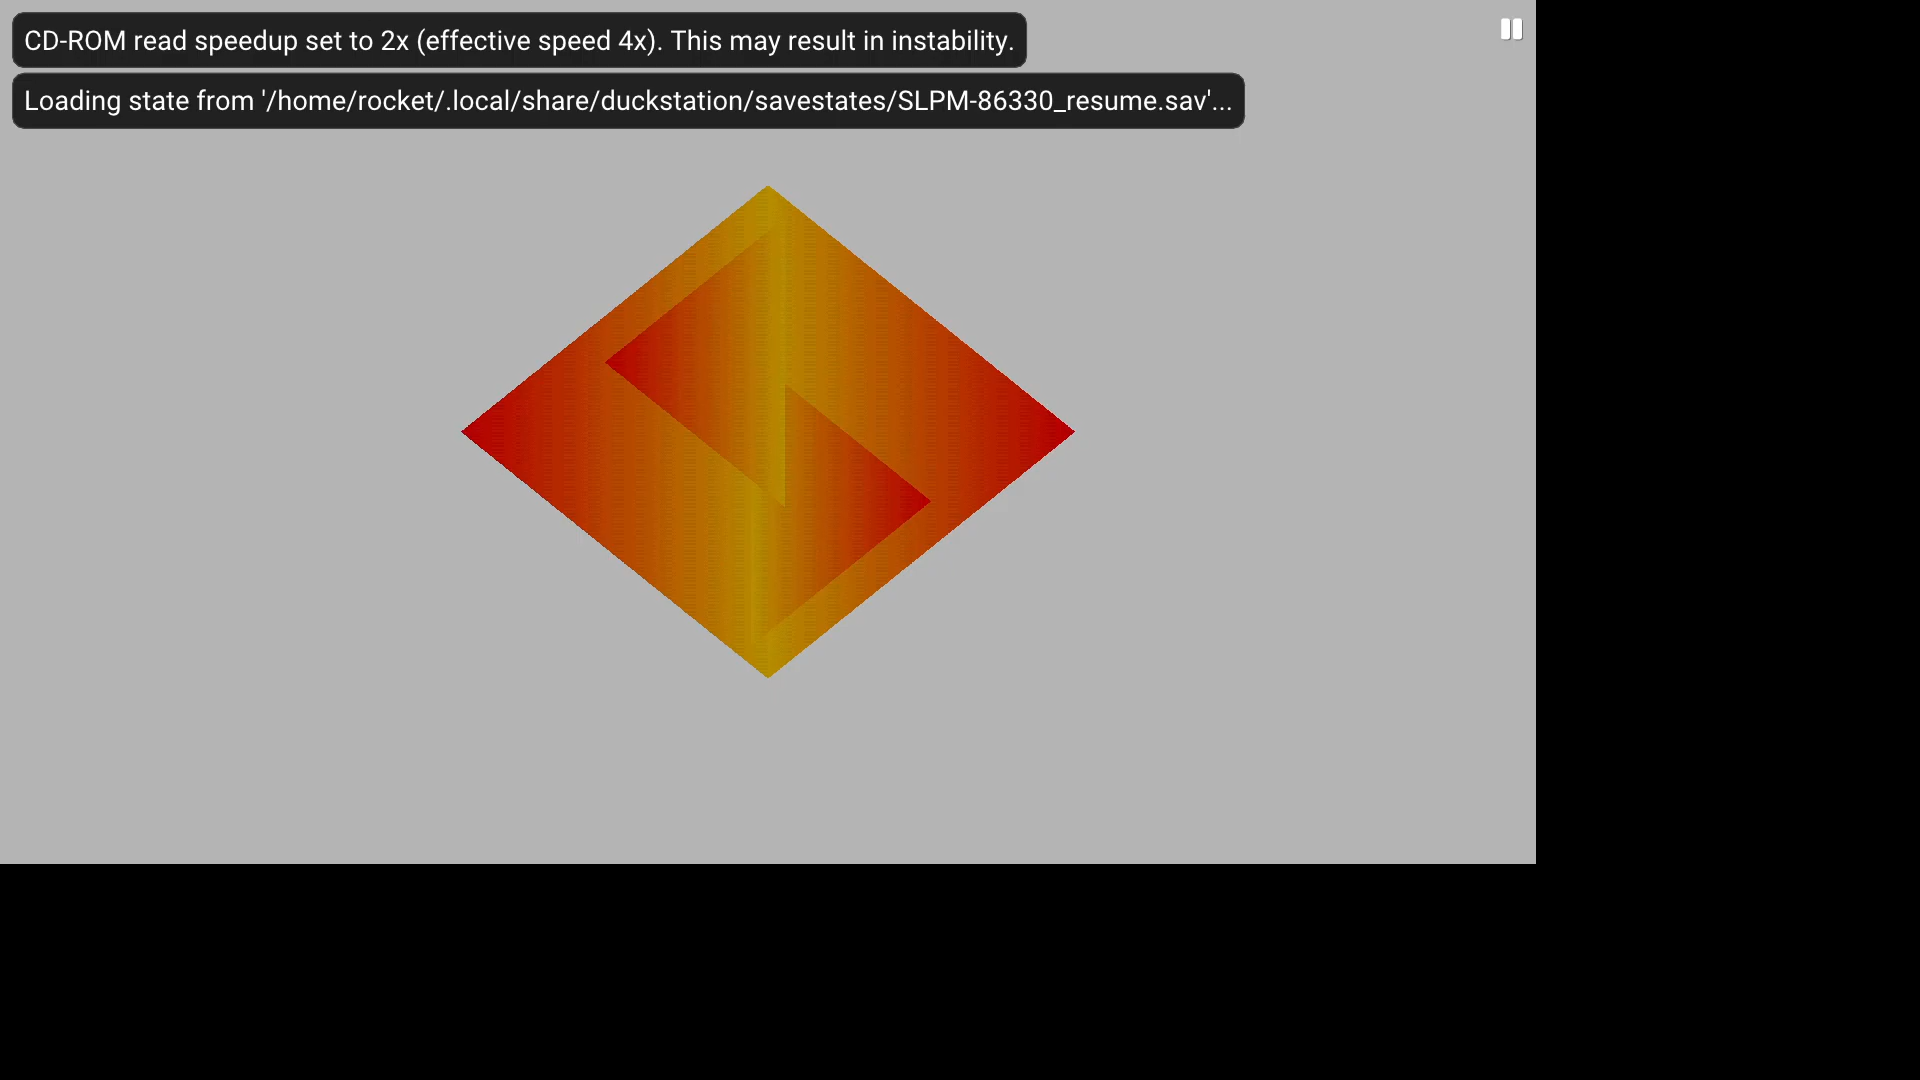 CD-ROM read speedup set to 2x (effective speed 4x). This may result in instability.
Loading state from '/home/rocket/.local/share/duckstation/savestates/SLPM-86330_resume.sav'...